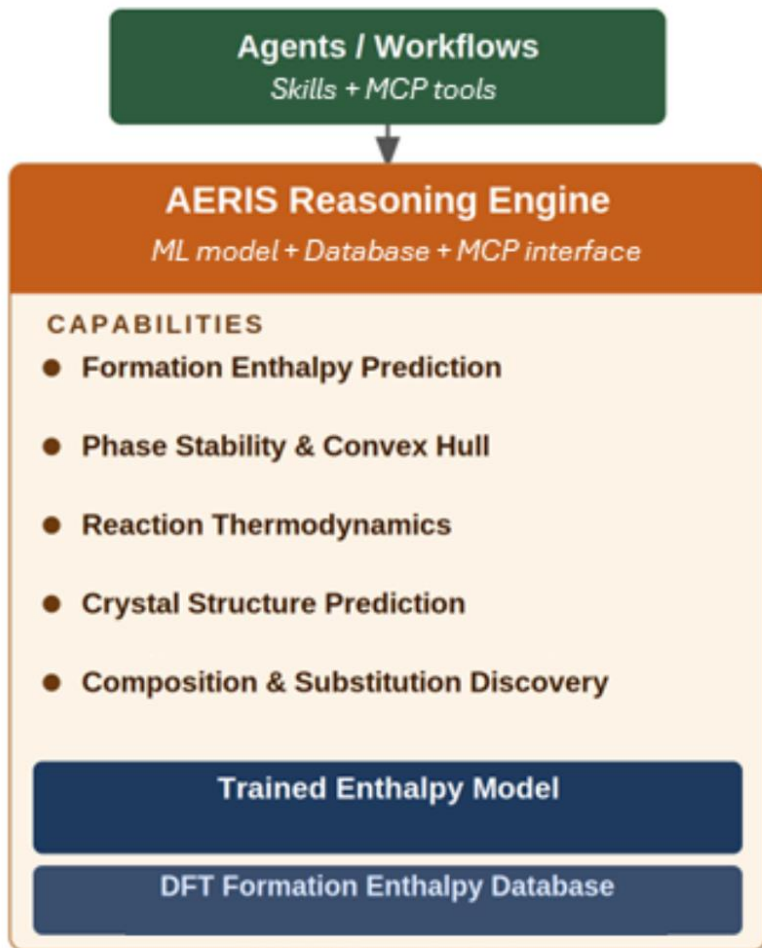 Agents / Workflows
Skills + MCP tools
AERIS Reasoning Engine
ML model + Database + MCP interface
CAPABILITIES
Formation Enthalpy Prediction
Phase Stability & Convex Hull
Reaction Thermodynamics
Crystal Structure Prediction
Composition & Substitution Discovery
Trained Enthalpy Model
DFT Formation Enthalpy Database